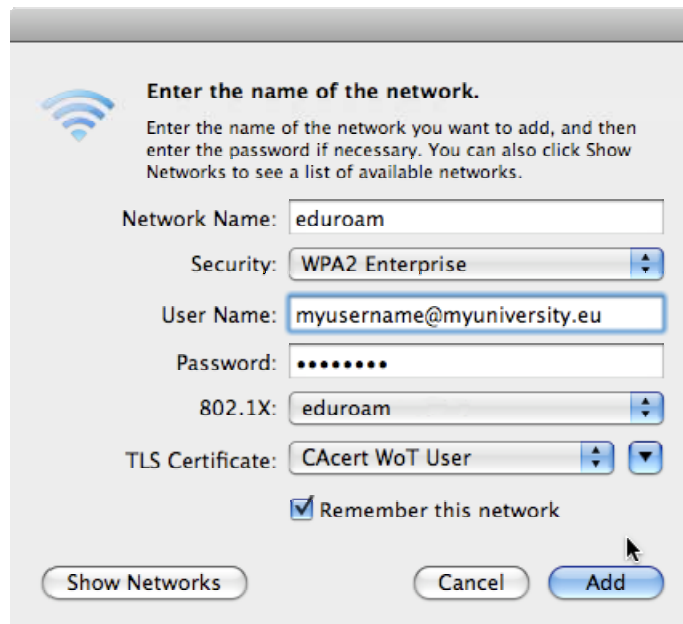 Enter the name of the network.
Enter the name of the network you want to add, and then
enter the password if necessary. You can also click Show
Networks to see a list of available networks.
Network Name: eduroam
Security: WPA2 Enterprise
User Name: myusername@myuniversity.eu
Password: ••••••••
802.1X: eduroam
TLS Certificate: CAcert WoT User
Remember this network
Show Networks Cancel Add